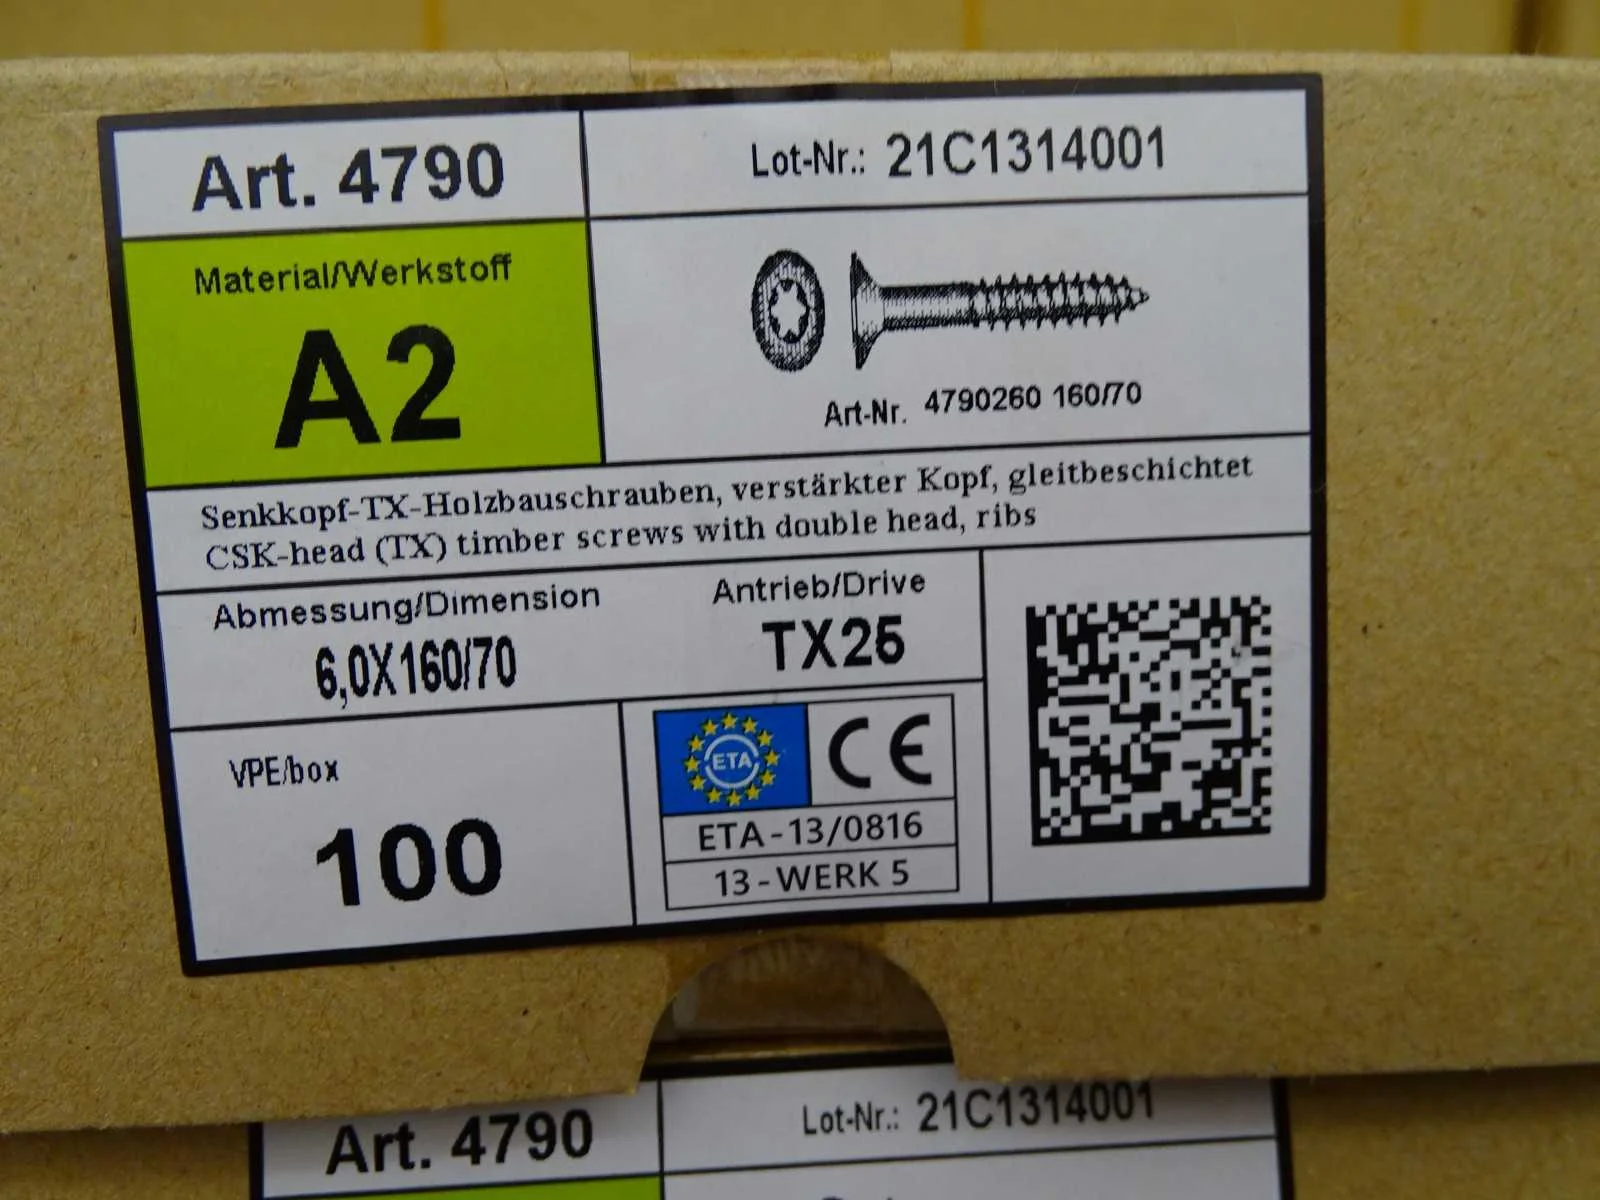 Art. 4790
Lot-Nr.: 21C1314001
Material/Werkstoff
A2
Art-Nr. 4790260 160/70
Senkkopf-TX-Holzbauschrauben, verstärkter Kopf, gleitbeschichtet
CSK-head (TX) timber screws with double head, ribs
Abmessung/Dimension
6,0X160/70
Antrieb/Drive
TX25
VPE/box
100
ETA
CE
ETA-13/0816
13-WERK 5
Art. 4790
Lot-Nr.: 21C1314001